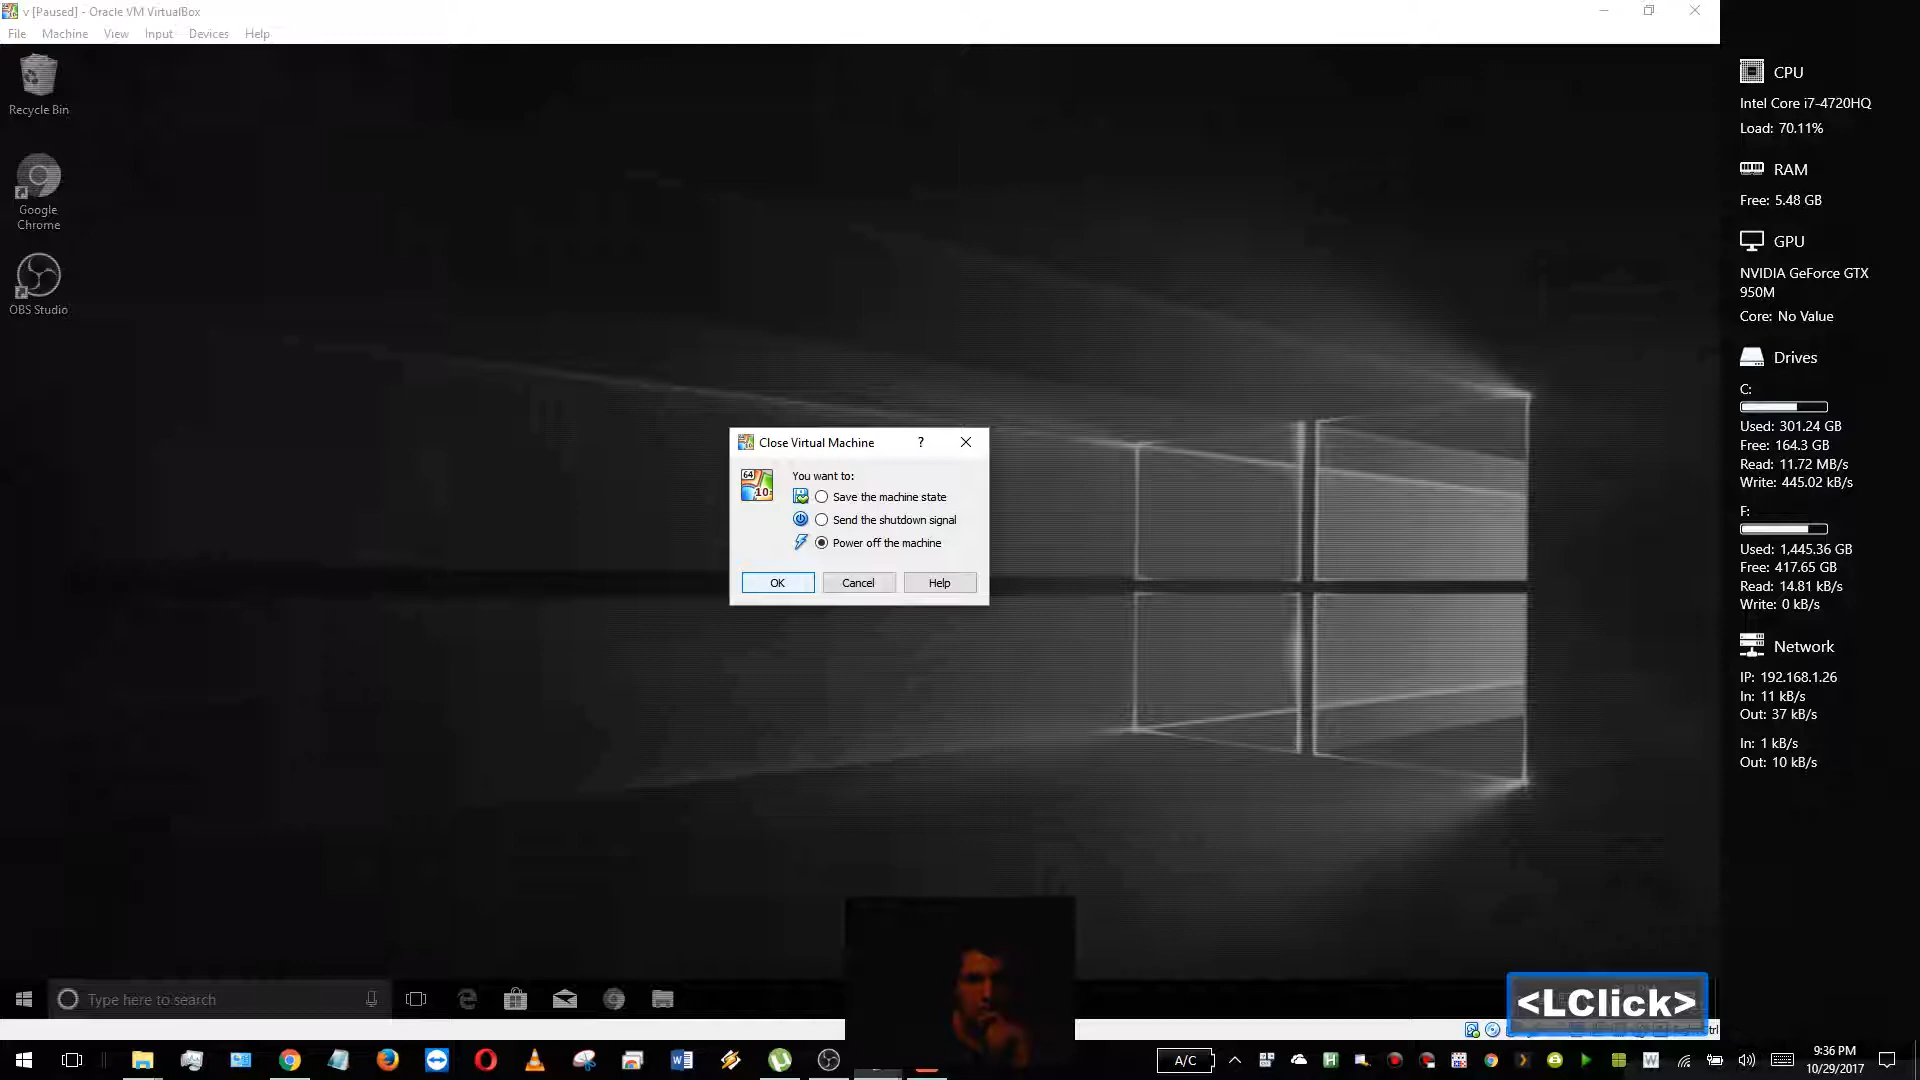 v [Paused] - Oracle VM VirtualBox
File Machine View Input Devices Help
Recycle Bin
Google
Chrome
OBS Studio
Close Virtual Machine ?
64
10
You want to:
Save the machine state
Send the shutdown signal
Power off the machine
OK Cancel Help
CPU
Intel Core i7-4720HQ
Load: 70.11%
RAM
Free: 5.48 GB
GPU
NVIDIA GeForce GTX
950M
Core: No Value
Drives
C:
Used: 301.24 GB
Free: 164.3 GB
Read: 11.72 MB/s
Write: 445.02 kB/s
F:
Used: 1,445.36 GB
Free: 417.65 GB
Read: 14.81 kB/s
Write: 0 kB/s
Network
IP: 192.168.1.26
In: 11 kB/s
Out: 37 kB/s
In: 1 kB/s
Out: 10 kB/s
Type here to search
<LClick>
A/C
9:36 PM
10/29/2017